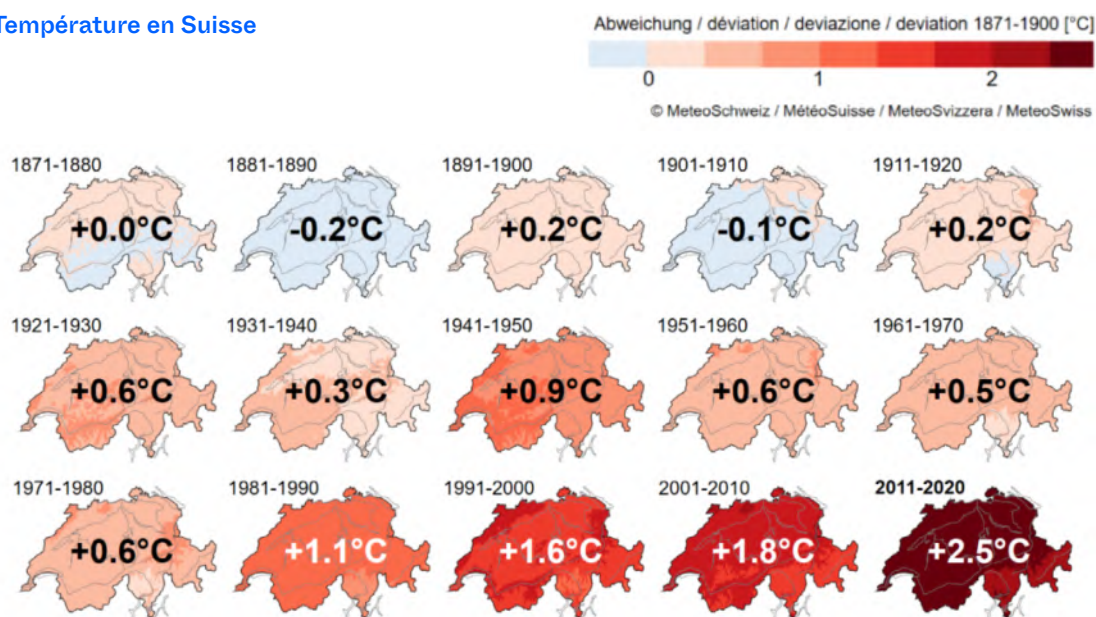 Température en Suisse
Abweichung / déviation / deviazione / deviation 1871-1900 [°C]
0 1 2
© MeteoSchweiz / MétéoSuisse / MeteoSvizzera / MeteoSwiss
1871-1880 1881-1890 1891-1900 1901-1910 1911-1920
+0.0°C -0.2°C +0.2°C -0.1°C +0.2°C
1921-1930 1931-1940 1941-1950 1951-1960 1961-1970
+0.6°C +0.3°C +0.9°C +0.6°C +0.5°C
1971-1980 1981-1990 1991-2000 2001-2010 2011-2020
+0.6°C +1.1°C +1.6°C +1.8°C +2.5°C